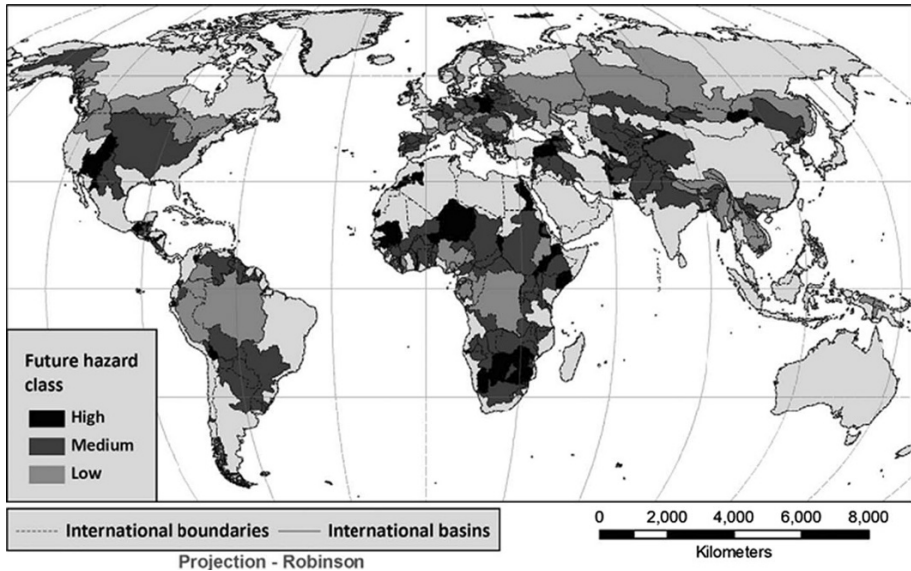 Future hazard
class
High
Medium
Low
International boundaries International basins
Projection - Robinson
0 2,000 4,000 6,000 8,000
Kilometers